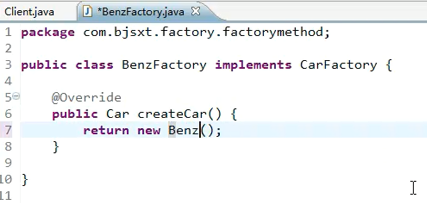 Client.java *BenzFactory.java
1 package com.bjsxt.factory.factorymethod;
2
3 public class BenzFactory implements CarFactory {
4
5 @Override
6 public Car createCar() {
7 return new Benz();
8 }
9
10 }
11